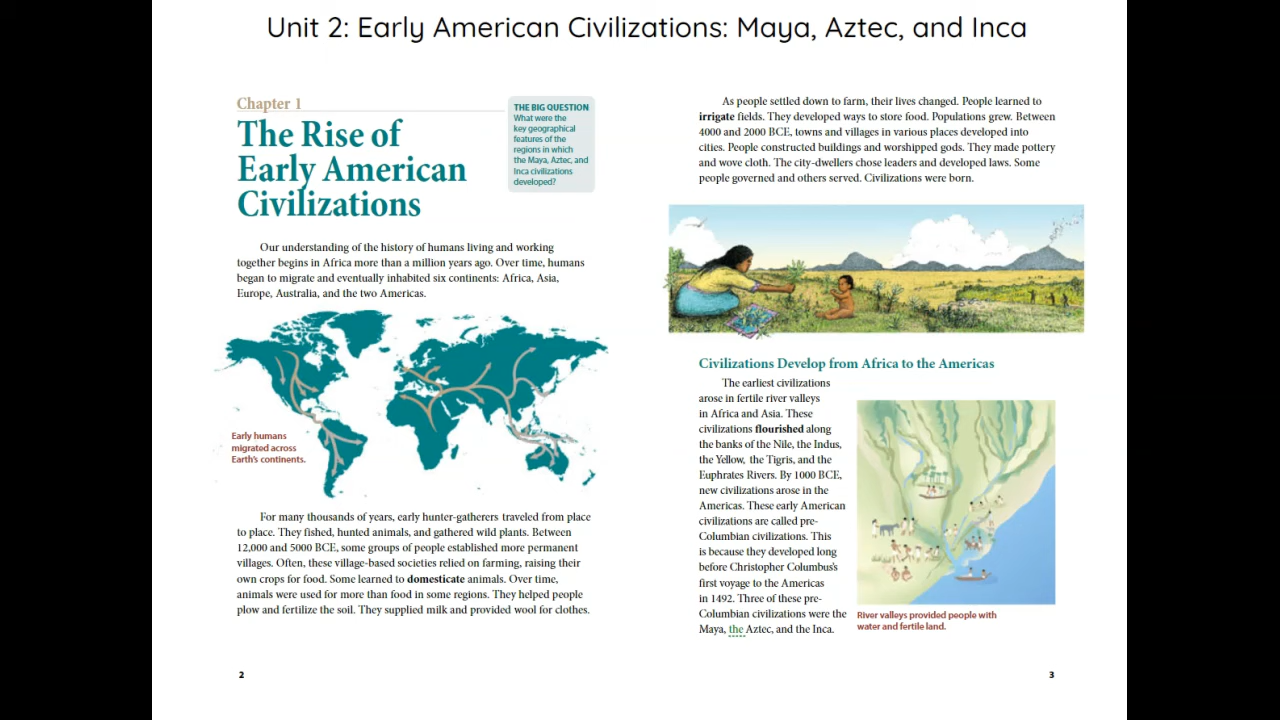 Unit 2: Early American Civilizations: Maya, Aztec, and Inca
Chapter 1
The Rise of
Early American
Civilizations
THE BIG QUESTION
What were the
key geographical
features of the
regions in which
the Maya, Aztec, and
Inca civilizations
developed?
Our understanding of the history of humans living and working
together begins in Africa more than a million years ago. Over time, humans
began to migrate and eventually inhabited six continents: Africa, Asia,
Europe, Australia, and the two Americas.
Early humans
migrated across
Earth's continents.
For many thousands of years, early hunter-gatherers traveled from place
to place. They fished, hunted animals, and gathered wild plants. Between
12,000 and 5000 BCE, some groups of people established more permanent
villages. Often, these village-based societies relied on farming, raising their
own crops for food. Some learned to domesticate animals. Over time,
animals were used for more than food in some regions. They helped people
plow and fertilize the soil. They supplied milk and provided wool for clothes.
2
As people settled down to farm, their lives changed. People learned to
irrigate fields. They developed ways to store food. Populations grew. Between
4000 and 2000 BCE, towns and villages in various places developed into
cities. People constructed buildings and worshipped gods. They made pottery
and wove cloth. The city-dwellers chose leaders and developed laws. Some
people governed and others served. Civilizations were born.
Civilizations Develop from Africa to the Americas
The earliest civilizations
arose in fertile river valleys
in Africa and Asia. These
civilizations flourished along
the banks of the Nile, the Indus,
the Yellow, the Tigris, and the
Euphrates Rivers. By 1000 BCE,
new civilizations arose in the
Americas. These early American
civilizations are called pre-
Columbian civilizations. This
is because they developed long
before Christopher Columbus's
first voyage to the Americas
in 1492. Three of these pre-
Columbian civilizations were the
Maya, the Aztec, and the Inca.
River valleys provided people with
water and fertile land.
3